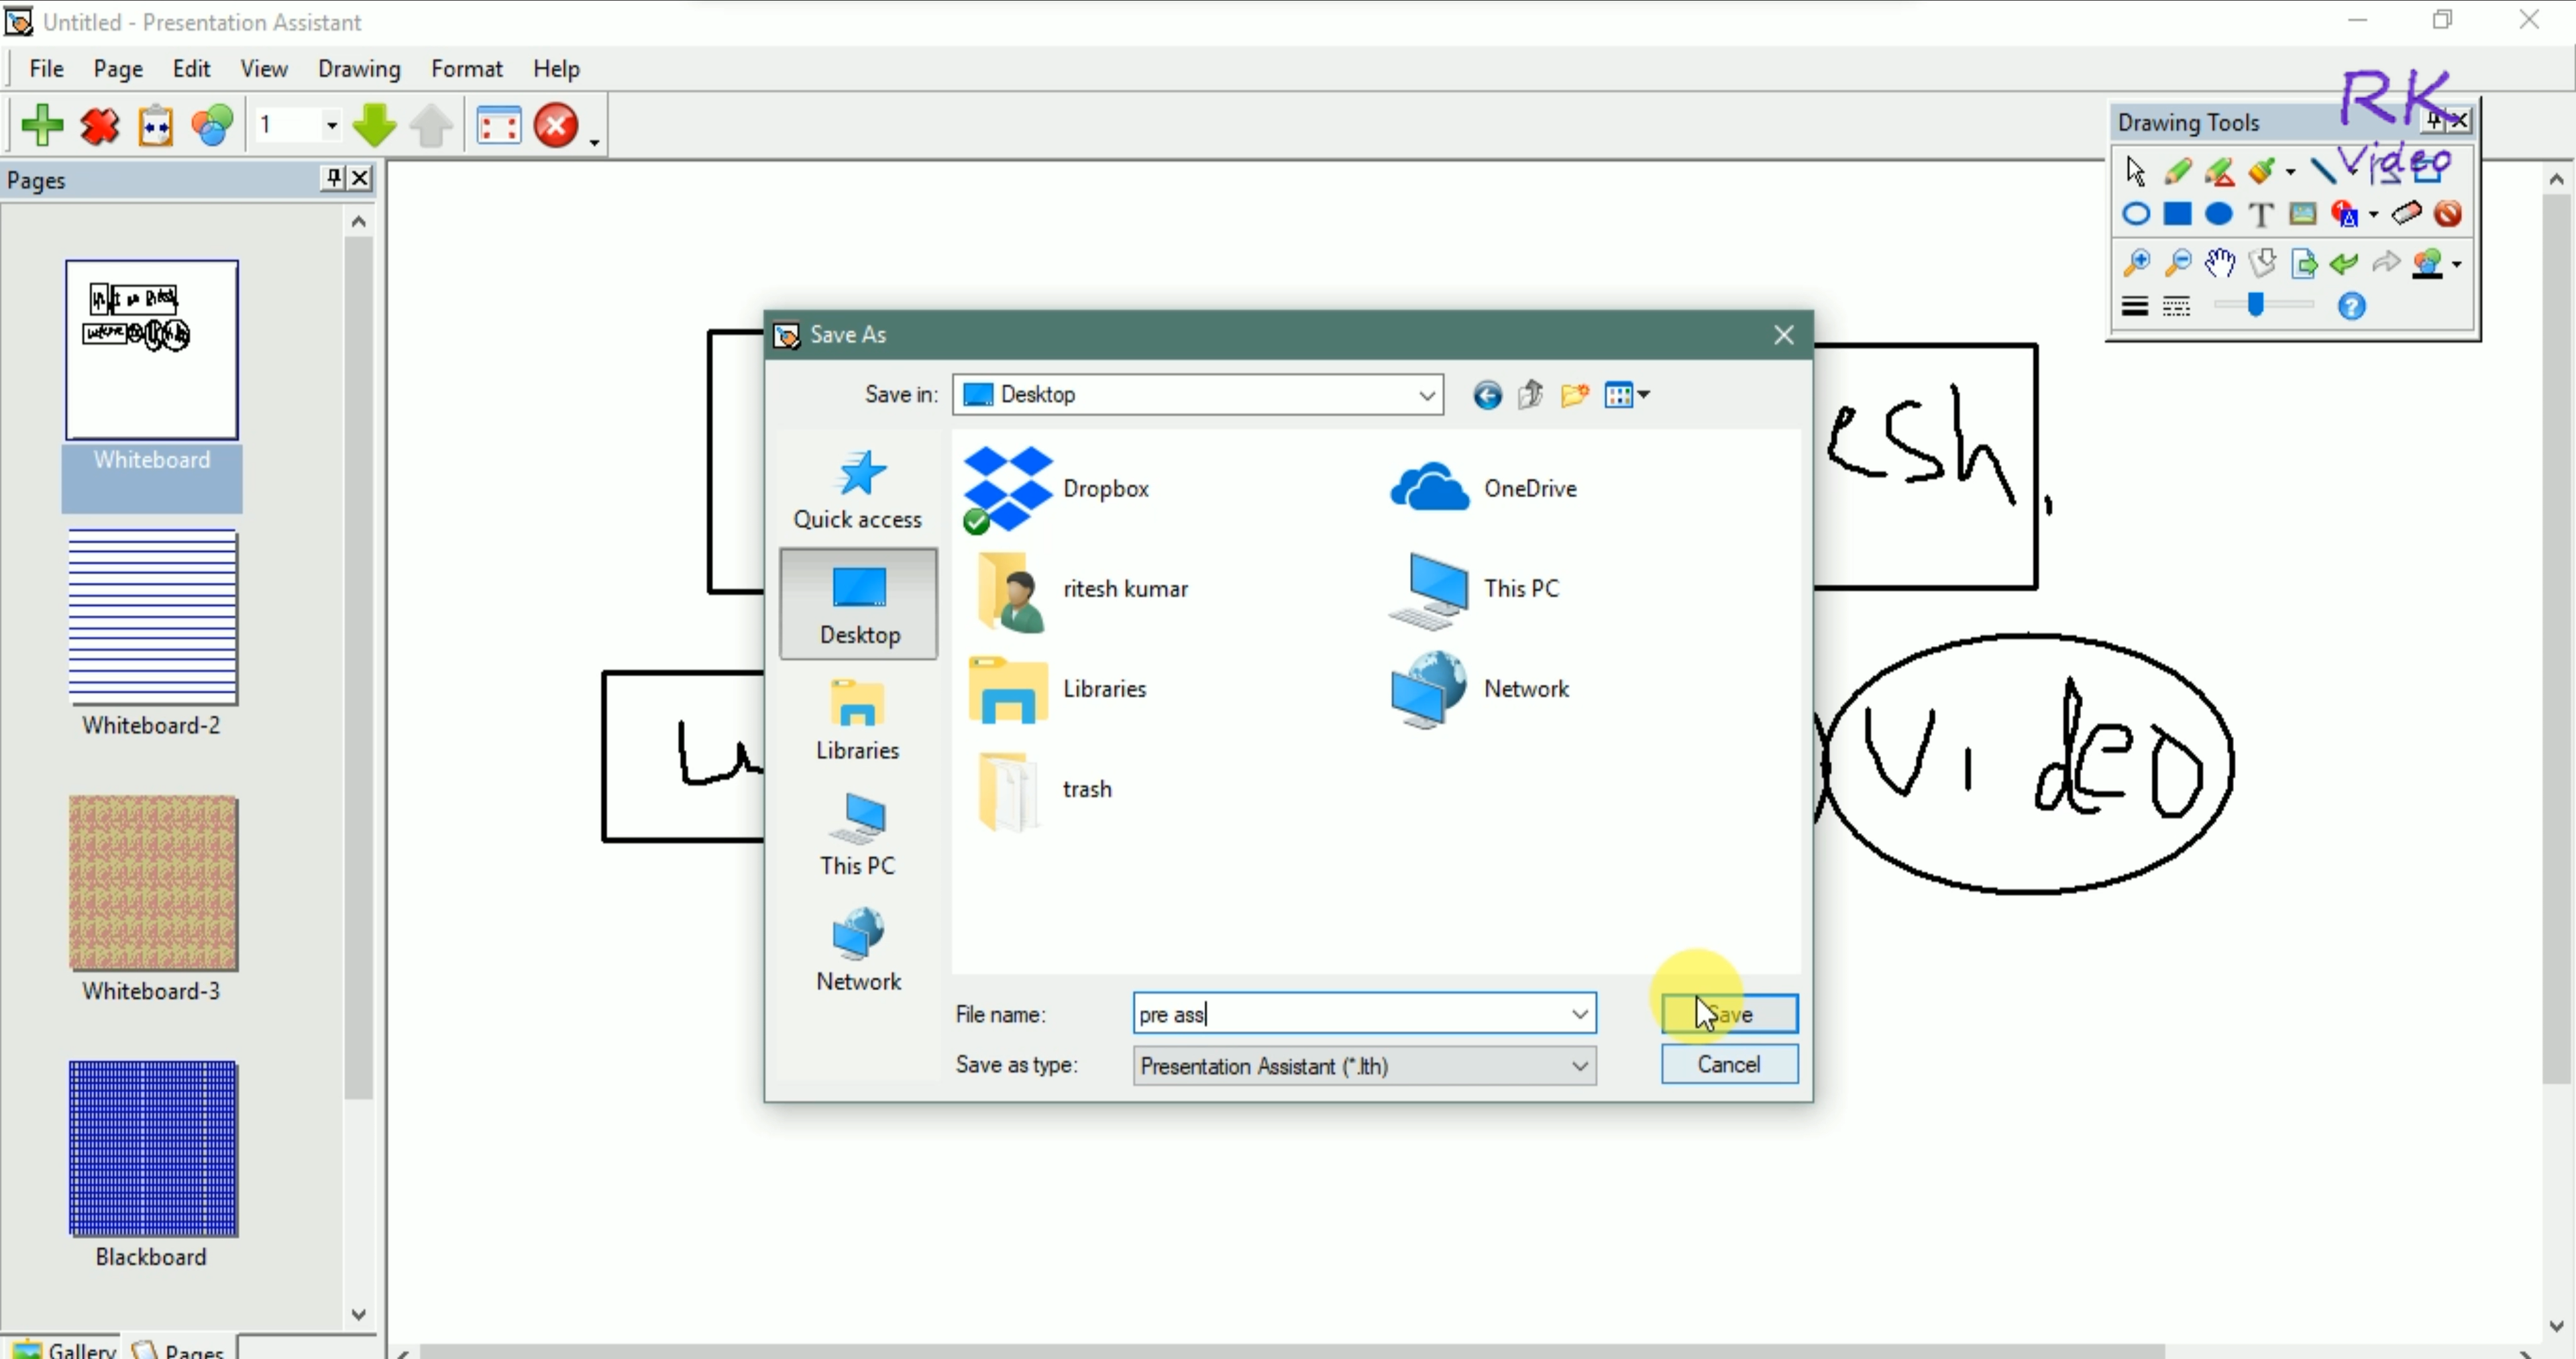 Untitled - Presentation Assistant
File Page Edit View Drawing Format Help
RK
Video
1
Drawing Tools
Pages
Whiteboard
Whiteboard-2
Whiteboard-3
Blackboard
Gallery Pages
Save As
Save in: Desktop
Quick access
Desktop
Libraries
This PC
Network
Dropbox OneDrive
ritesh kumar This PC
Libraries Network
trash
File name: pre ass Save
Save as type: Presentation Assistant (*.lth) Cancel
esh.
Video